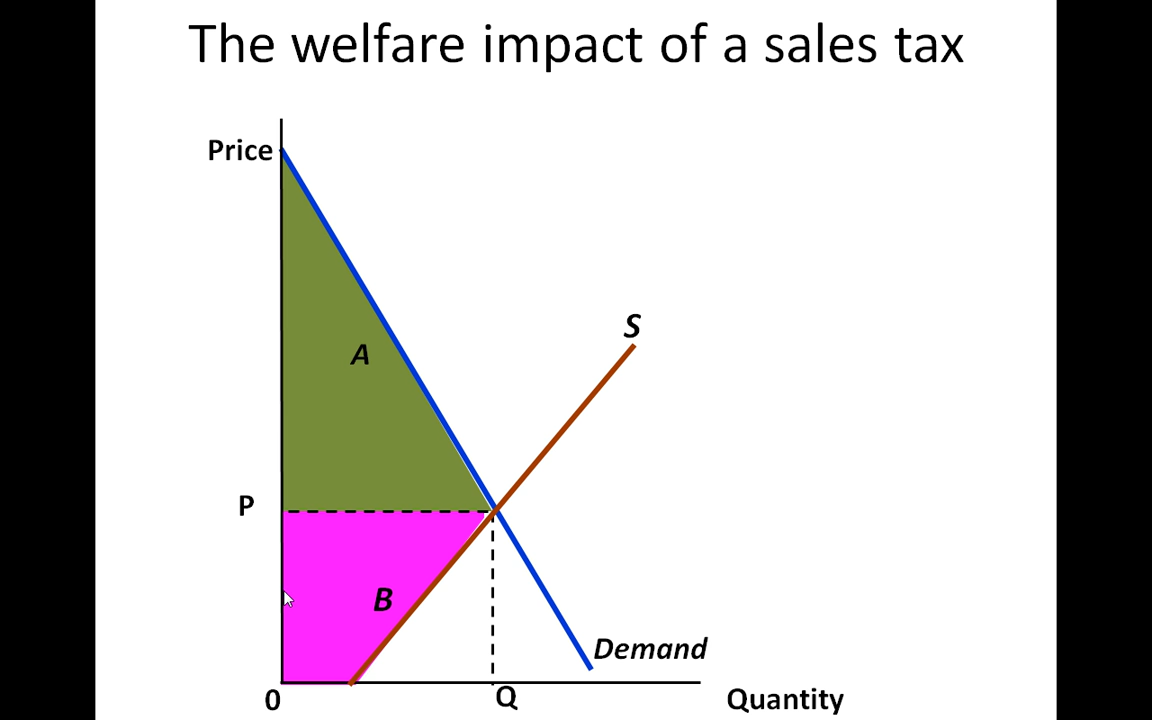 The welfare impact of a sales tax
Price
A
S
P
B
Demand
0
Q
Quantity